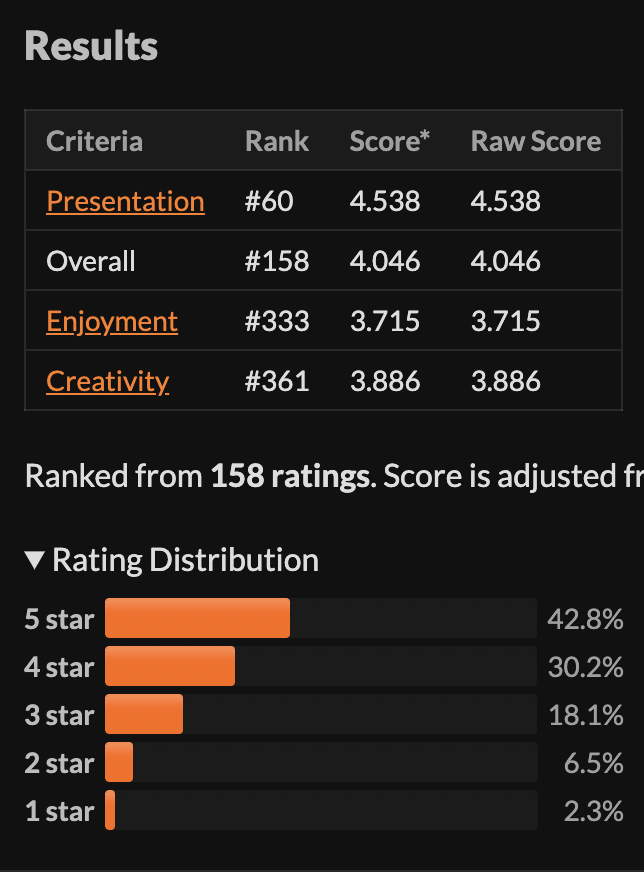 Results
Criteria Rank Score* Raw Score
Presentation #60 4.538 4.538
Overall #158 4.046 4.046
Enjoyment #333 3.715 3.715
Creativity #361 3.886 3.886
Ranked from 158 ratings. Score is adjusted fr
▼ Rating Distribution
5 star 42.8%
4 star 30.2%
3 star 18.1%
2 star 6.5%
1 star 2.3%